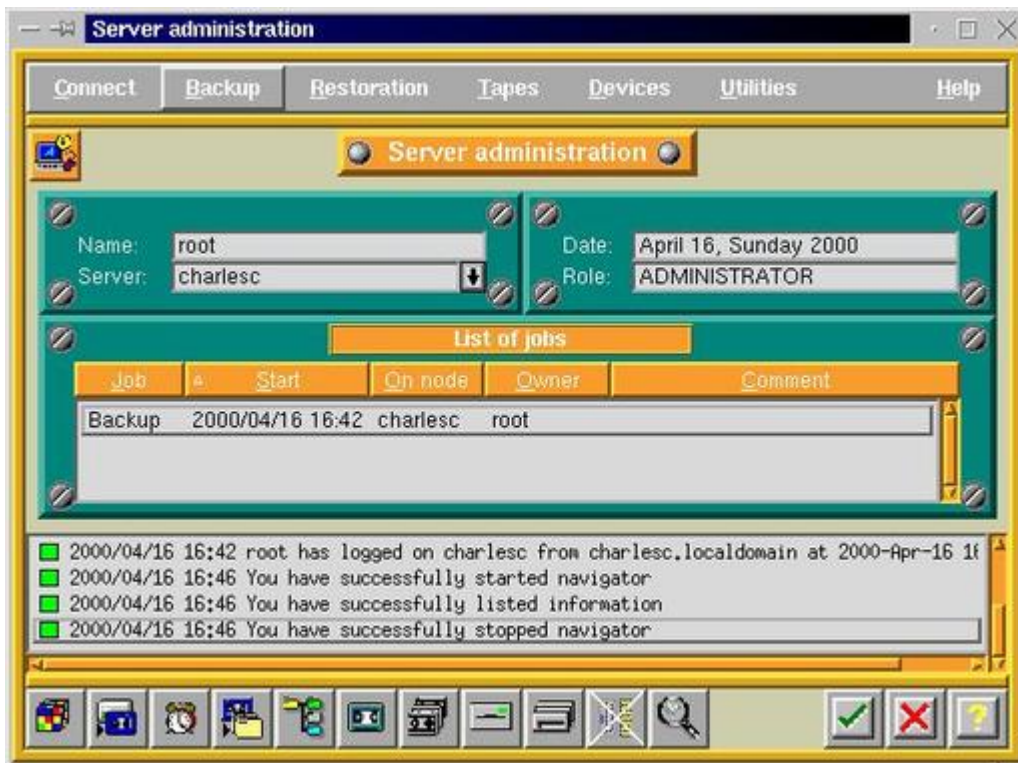 Server administration
Connect Backup Restoration Tapes Devices Utilities Help
Server administration
Name: root
Server: charlesc
Date: April 16, Sunday 2000
Role: ADMINISTRATOR
List of jobs
Job Start On node Owner Comment
Backup 2000/04/16 16:42 charlesc root
2000/04/16 16:42 root has logged on charlesc from charlesc.localdomain at 2000-Apr-16 16
2000/04/16 16:46 You have successfully started navigator
2000/04/16 16:46 You have successfully listed information
2000/04/16 16:46 You have successfully stopped navigator
?